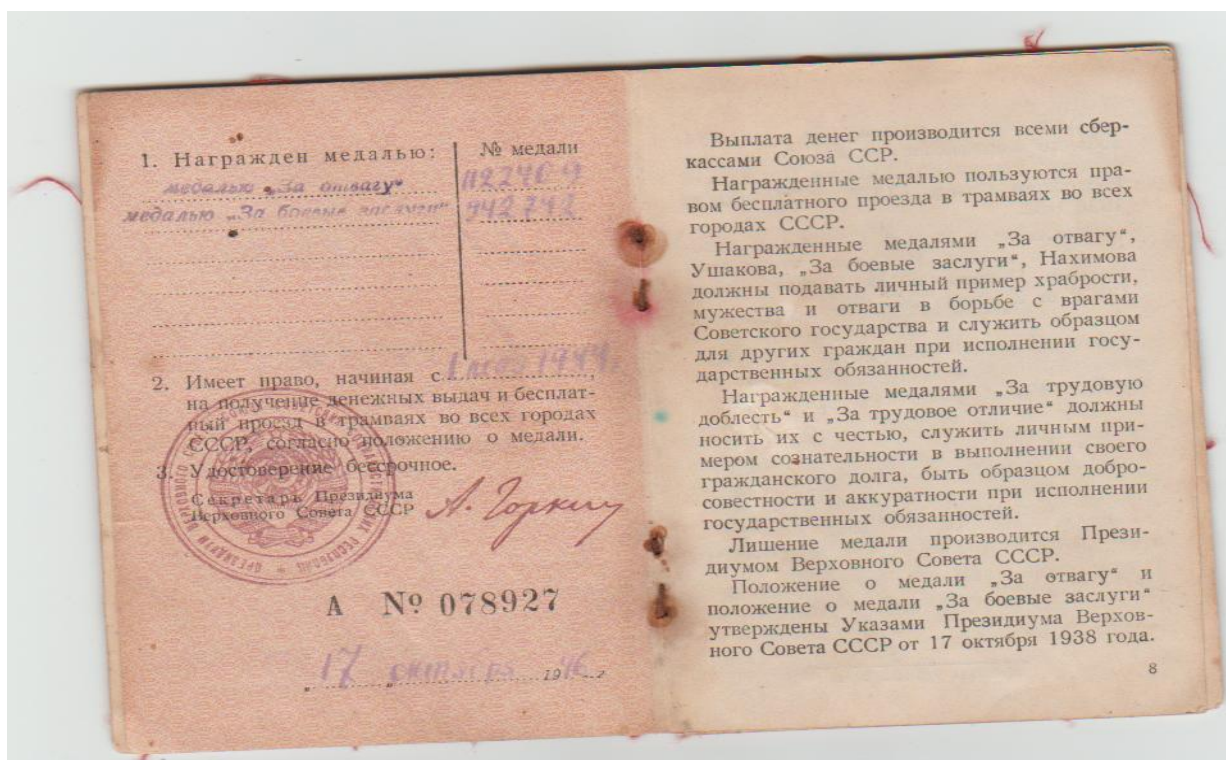 1. Награжден медалью: № медали
медалью „За отвагу“
медалью „За боевые заслуги“ 942742
2. Имеет право, начиная с 1 мая 1944 г.,
на получение денежных выдач и бесплат-
ный проезд в трамваях во всех городах
СССР, согласно положению о медали.
3. Удостоверение бессрочное.
Секретарь Президиума
Верховного Совета СССР А. Горкин
А № 078927
„17 октября 1946 г.
Выплата денег производится всеми сбер-
кассами Союза ССР.
Награжденные медалью пользуются пра-
вом бесплатного проезда в трамваях во всех
городах СССР.
Награжденные медалями „За отвагу“,
Ушакова, „За боевые заслуги“, Нахимова
должны подавать личный пример храбрости,
мужества и отваги в борьбе с врагами
Советского государства и служить образцом
для других граждан при исполнении госу-
дарственных обязанностей.
Награжденные медалями „За трудовую
доблесть“ и „За трудовое отличие“ должны
носить их с честью, служить личным при-
мером сознательности в выполнении своего
гражданского долга, быть образцом добро-
совестности и аккуратности при исполнении
государственных обязанностей.
Лишение медали производится Прези-
диумом Верховного Совета СССР.
Положение о медали „За отвагу“ и
положение о медали „За боевые заслуги“
утверждены Указами Президиума Верхов-
ного Совета СССР от 17 октября 1938 года.
8